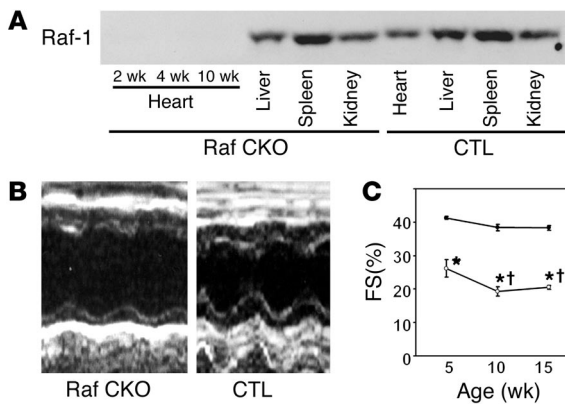 A
Raf-1
2 wk 4 wk 10 wk
Heart
Liver
Spleen
Kidney
Heart
Liver
Spleen
Kidney
Raf CKO
CTL
B
Raf CKO
CTL
C
FS(%)
40
30
20
10
0
*
*†
*†
5 10 15
Age (wk)